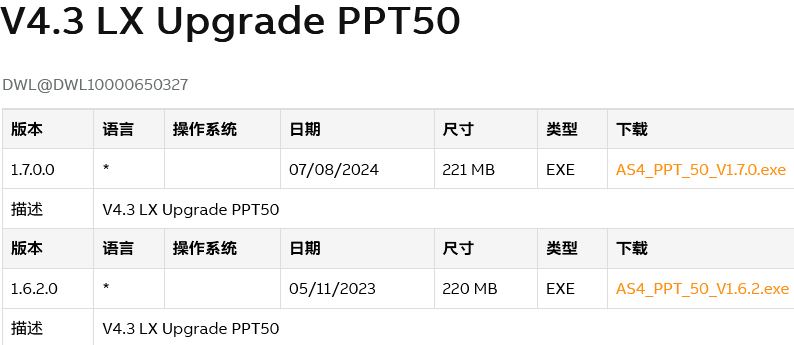 V4.3 LX Upgrade PPT50
DWL@DWL10000650327
版本 语言 操作系统 日期 尺寸 类型 下载
1.7.0.0 * 07/08/2024 221 MB EXE AS4_PPT_50_V1.7.0.exe
描述 V4.3 LX Upgrade PPT50
版本 语言 操作系统 日期 尺寸 类型 下载
1.6.2.0 * 05/11/2023 220 MB EXE AS4_PPT_50_V1.6.2.exe
描述 V4.3 LX Upgrade PPT50